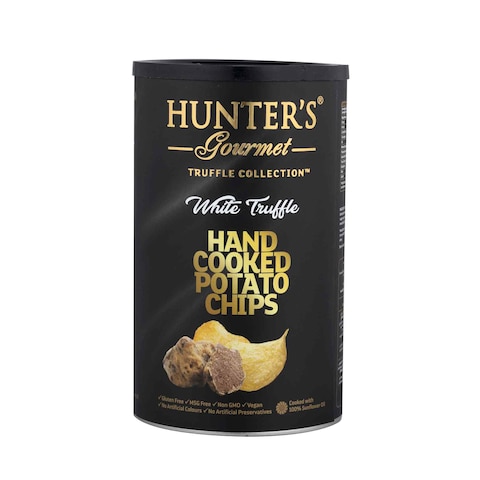 HUNTER'S®
Gourmet
TRUFFLE COLLECTION™
White Truffle
HAND
COOKED
POTATO
CHIPS
✓Gluten Free ✓MSG Free ✓Non GMO ✓Vegan
✓No Artificial Colours ✓No Artificial Preservatives
Cooked with
100% Sunflower Oil